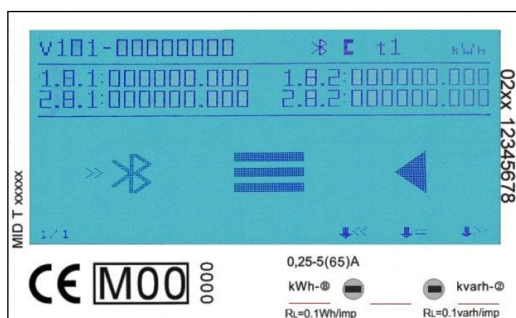 V101-00000000 t1 kWh
1.8.1:000000.000 1.8.2:000000.000
2.8.1:000000.000 2.8.2:000000.000
>>
1/1 << = >>
02xx 12345678
MID T xxxxx
CE M00 0000
0,25-5(65)A
kWh-® kvarh-②
RL=0.1Wh/imp RL=0.1varh/imp